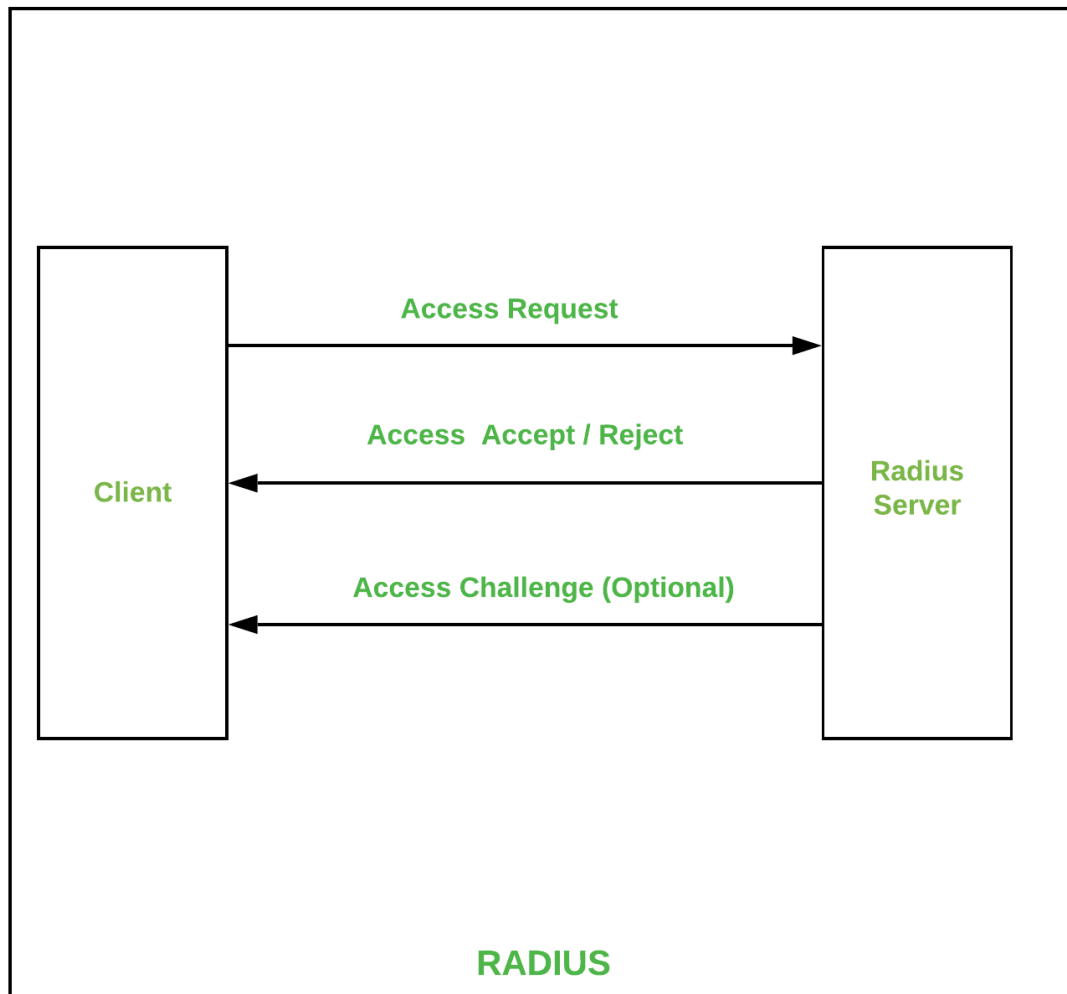 Access Request
Access  Accept / Reject
Client
Radius
Server
Access Challenge (Optional)
RADIUS